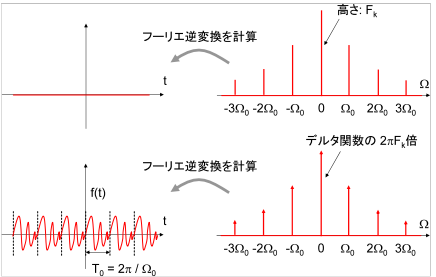 高さ: Fk
フーリエ逆変換を計算
t
Ω
-3Ω0 -2Ω0 -Ω0 0 Ω0 2Ω0 3Ω0
デルタ関数の 2πFk倍
フーリエ逆変換を計算
f(t)
t
Ω
-3Ω0 -2Ω0 -Ω0 0 Ω0 2Ω0 3Ω0
T0 = 2π / Ω0